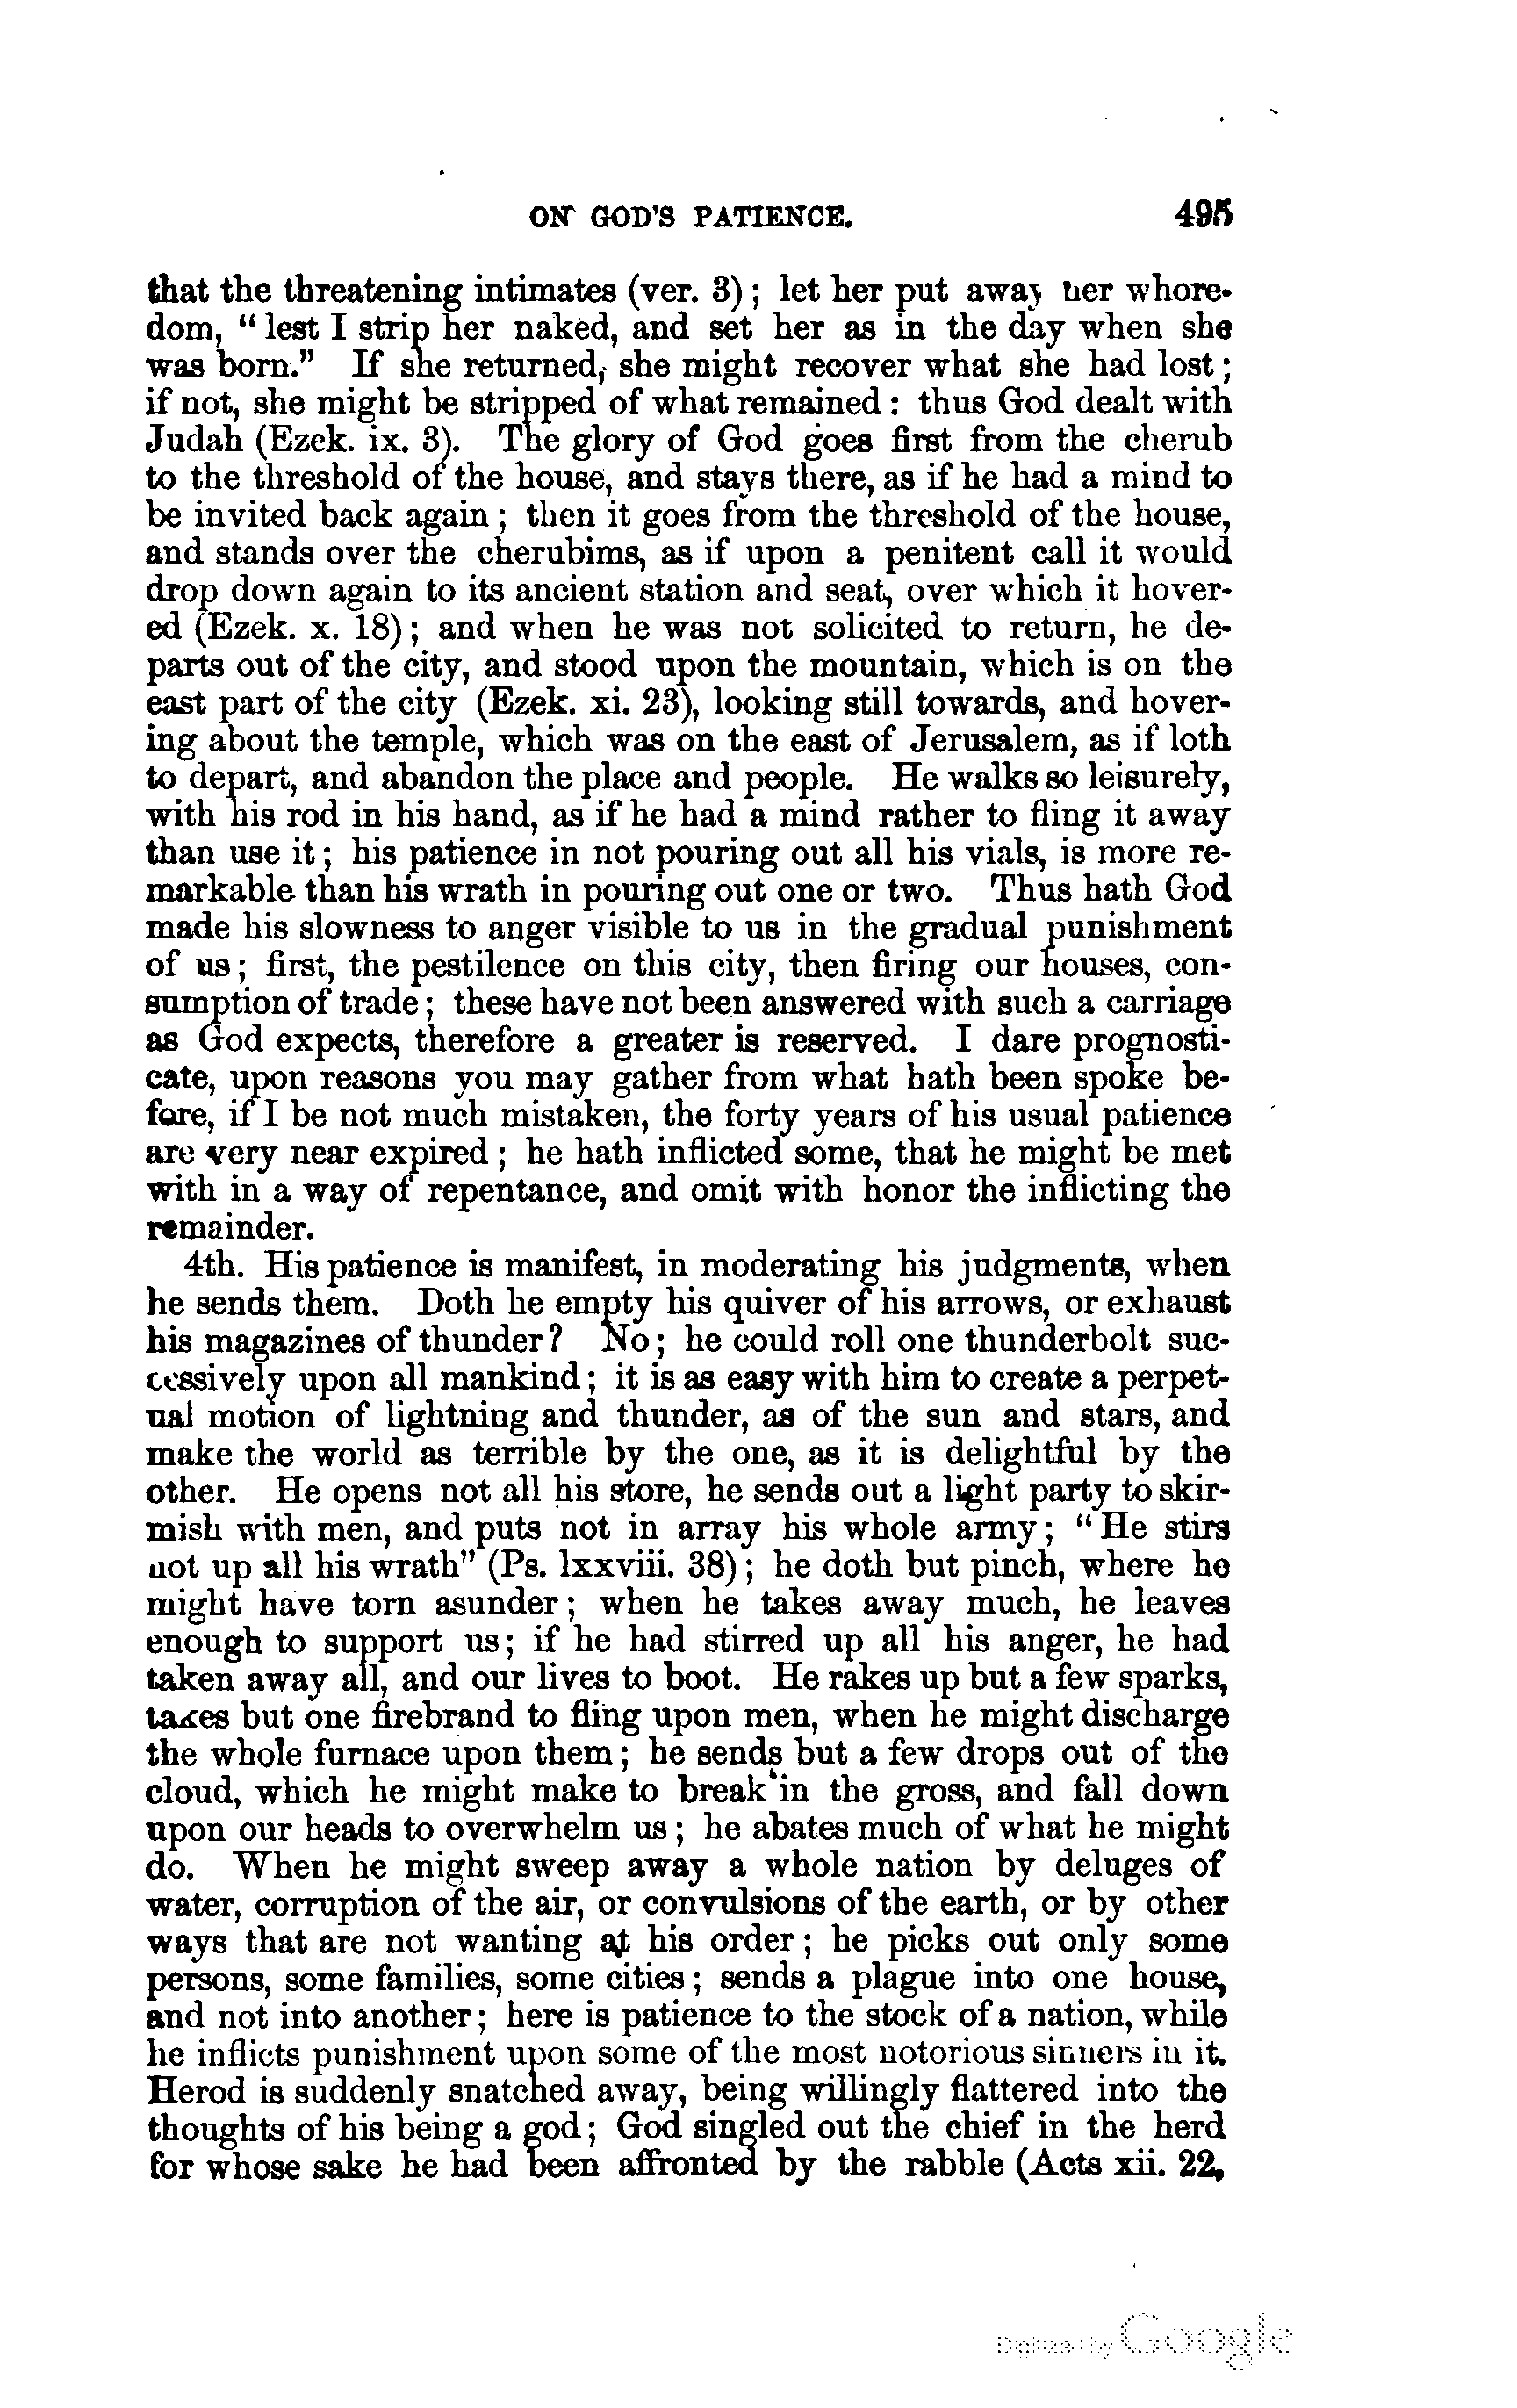 ON GOD'S PATIENCE. 495
that the threatening intimates (ver. 3); let her put away her whore-
dom, "lest I strip her naked, and set her as in the day when she
was born." If she returned, she might recover what she had lost;
if not, she might be stripped of what remained: thus God dealt with
Judah (Ezek. ix. 3). The glory of God goes first from the cherub
to the threshold of the house, and stays there, as if he had a mind to
be invited back again; then it goes from the threshold of the house,
and stands over the cherubims, as if upon a penitent call it would
drop down again to its ancient station and seat, over which it hover-
ed (Ezek. x. 18); and when he was not solicited to return, he de-
parts out of the city, and stood upon the mountain, which is on the
east part of the city (Ezek. xi. 23), looking still towards, and hover-
ing about the temple, which was on the east of Jerusalem, as if loth
to depart, and abandon the place and people. He walks so leisurely,
with his rod in his hand, as if he had a mind rather to fling it away
than use it; his patience in not pouring out all his vials, is more re-
markable than his wrath in pouring out one or two. Thus hath God
made his slowness to anger visible to us in the gradual punishment
of us; first, the pestilence on this city, then firing our houses, con-
sumption of trade; these have not been answered with such a carriage
as God expects, therefore a greater is reserved. I dare prognosti-
cate, upon reasons you may gather from what hath been spoke be-
fore, if I be not much mistaken, the forty years of his usual patience
are very near expired; he hath inflicted some, that he might be met
with in a way of repentance, and omit with honor the inflicting the
remainder.
4th. His patience is manifest, in moderating his judgments, when
he sends them. Doth he empty his quiver of his arrows, or exhaust
his magazines of thunder? No; he could roll one thunderbolt suc-
cessively upon all mankind; it is as easy with him to create a perpet-
ual motion of lightning and thunder, as of the sun and stars, and
make the world as terrible by the one, as it is delightful by the
other. He opens not all his store, he sends out a light party to skir-
mish with men, and puts not in array his whole army; "He stirs
not up all his wrath" (Ps. lxxviii. 38); he doth but pinch, where he
might have torn asunder; when he takes away much, he leaves
enough to support us; if he had stirred up all his anger, he had
taken away all, and our lives to boot. He rakes up but a few sparks,
takes but one firebrand to fling upon men, when he might discharge
the whole furnace upon them; he sends but a few drops out of the
cloud, which he might make to break in the gross, and fall down
upon our heads to overwhelm us; he abates much of what he might
do. When he might sweep away a whole nation by deluges of
water, corruption of the air, or convulsions of the earth, or by other
ways that are not wanting at his order; he picks out only some
persons, some families, some cities; sends a plague into one house,
and not into another; here is patience to the stock of a nation, while
he inflicts punishment upon some of the most notorious sinners in it.
Herod is suddenly snatched away, being willingly flattered into the
thoughts of his being a god; God singled out the chief in the herd
for whose sake he had been affronted by the rabble (Acts xii. 22,
Digitized by Google